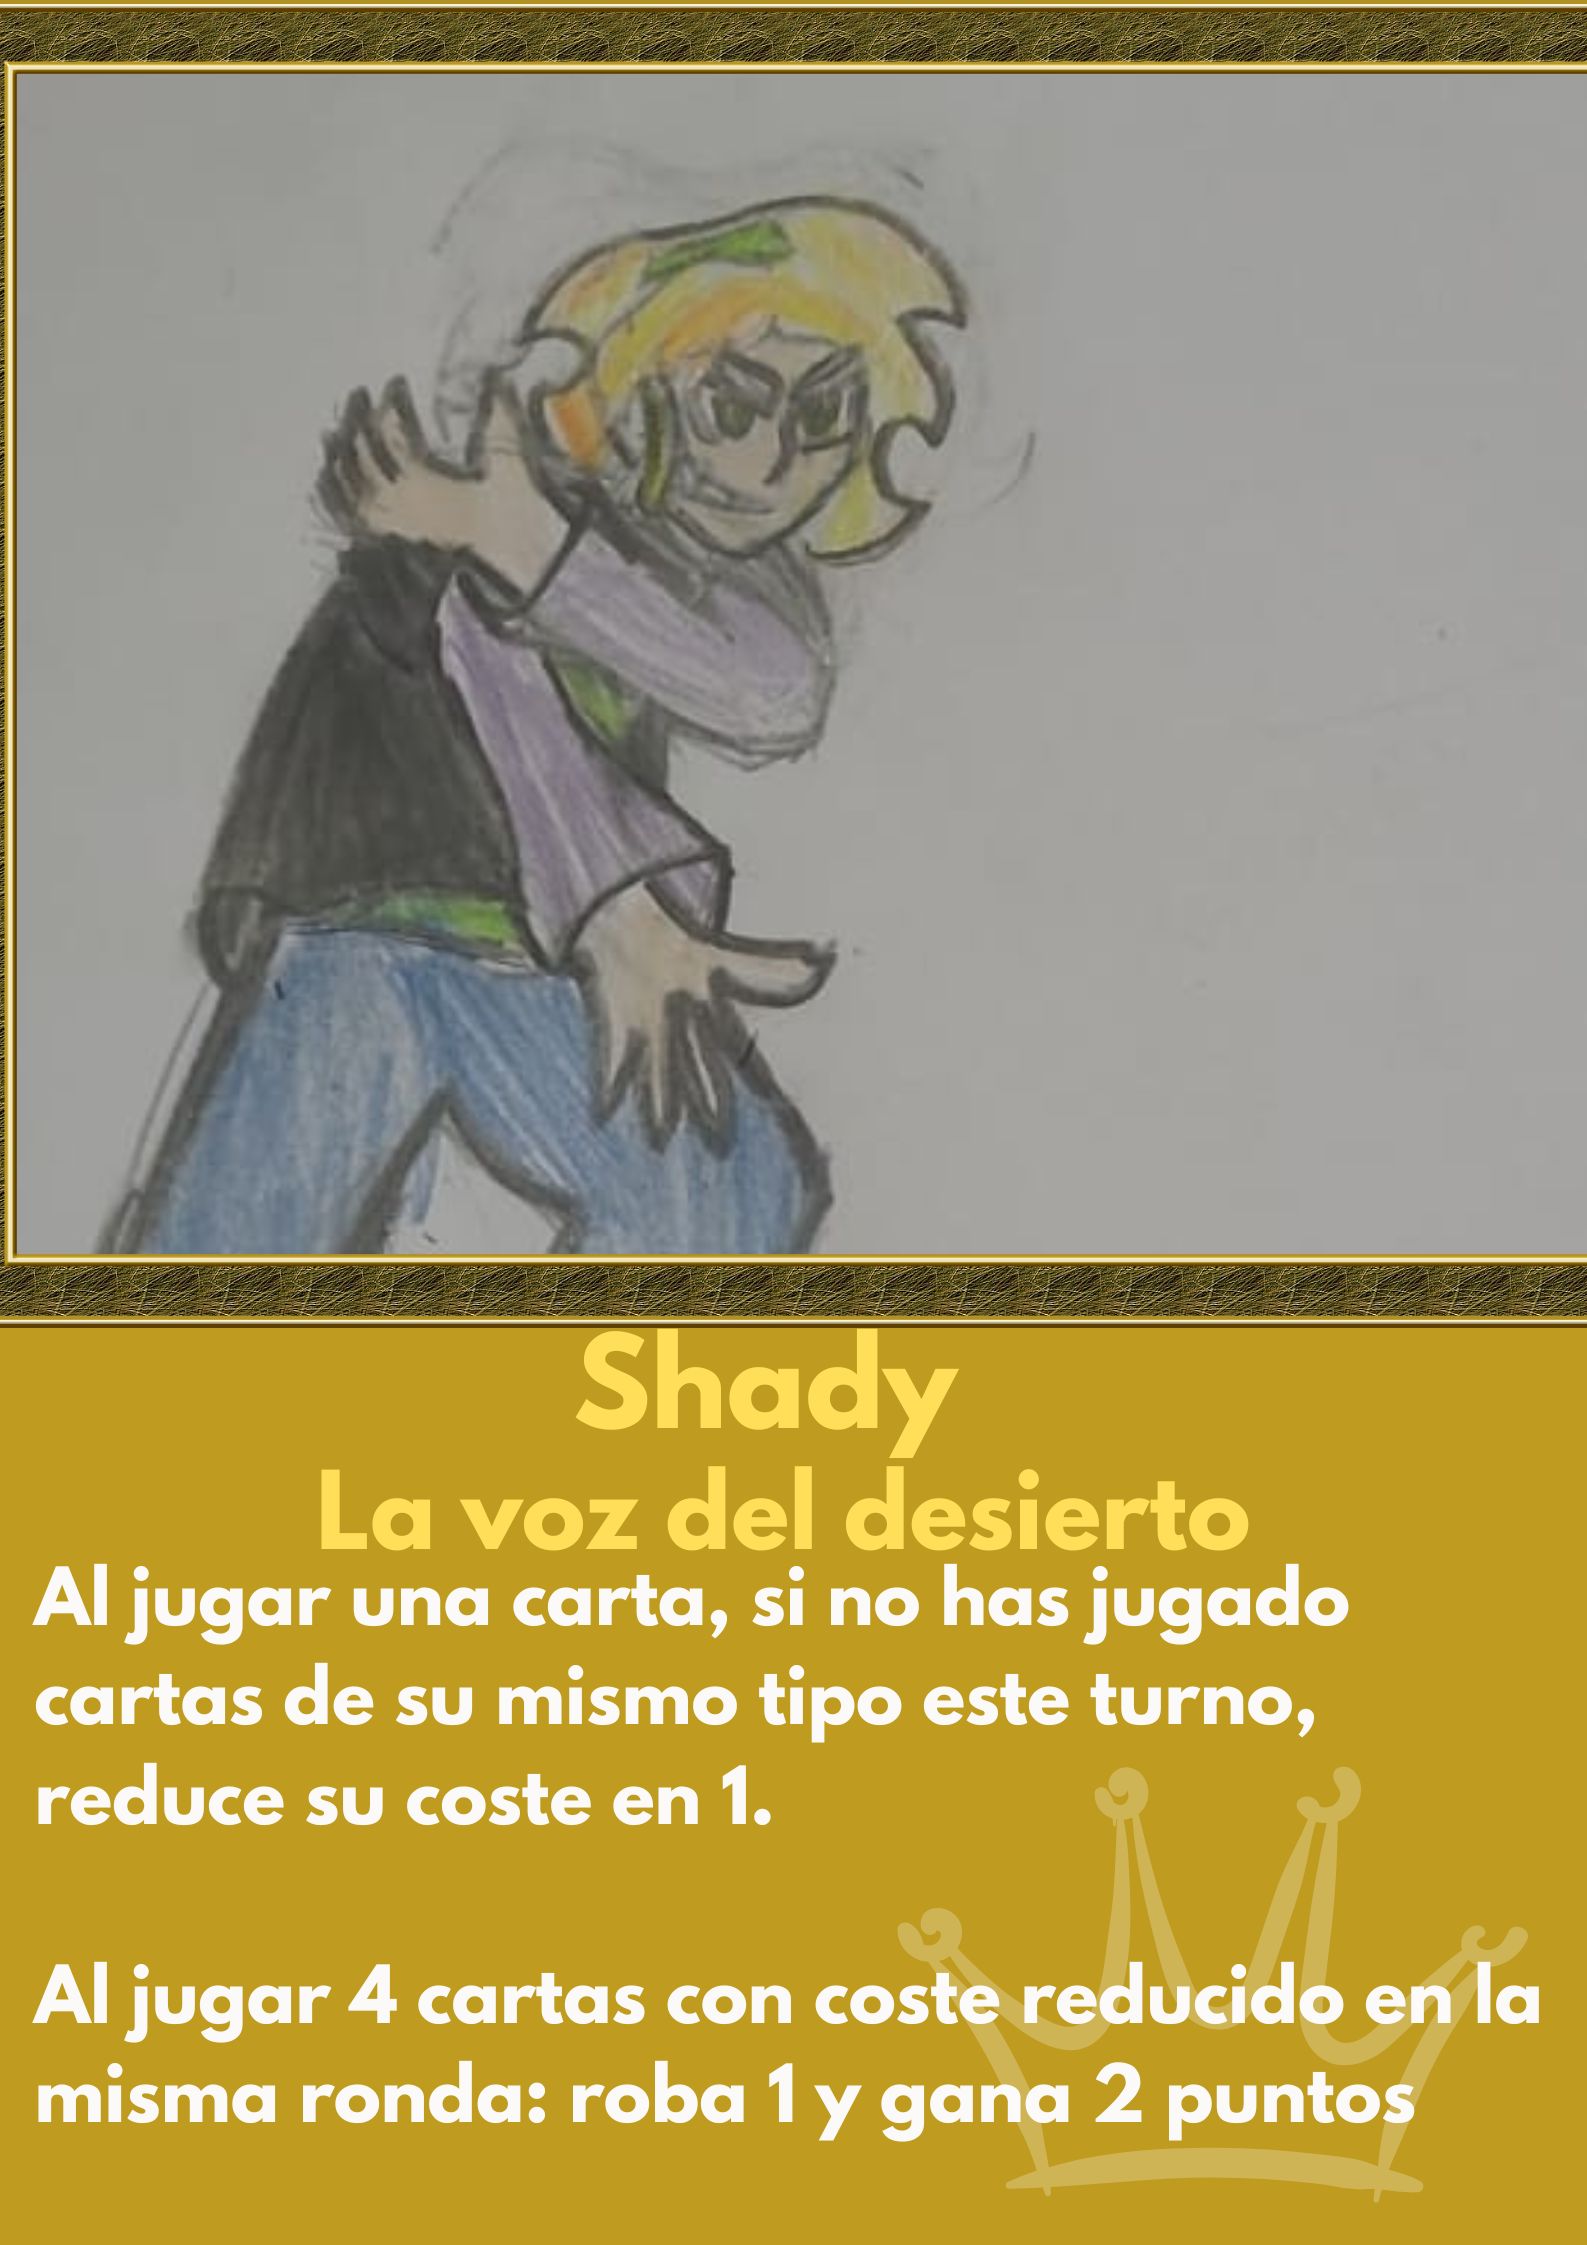 Shady
La voz del desierto
Al jugar una carta, si no has jugado
cartas de su mismo tipo este turno,
reduce su coste en 1.
Al jugar 4 cartas con coste reducido en la
misma ronda: roba 1 y gana 2 puntos